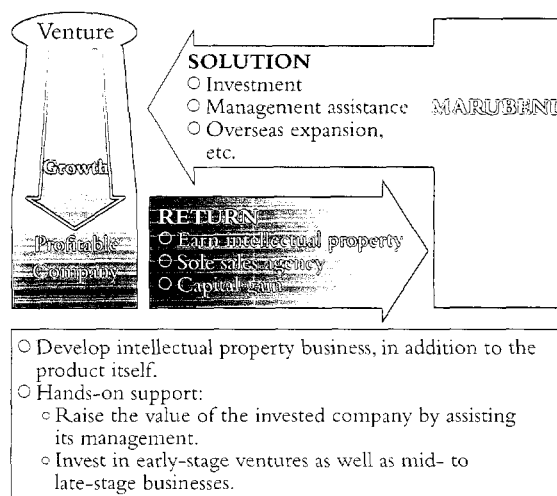 Venture
Growth
Profitable
Company
SOLUTION
○ Investment
○ Management assistance
○ Overseas expansion,
etc.
MARUBENI
RETURN
○ Earn intellectual property
○ Sole sales agency
○ Capital gain
○ Develop intellectual property business, in addition to the
product itself.
○ Hands-on support:
○ Raise the value of the invested company by assisting
its management.
○ Invest in early-stage ventures as well as mid- to
late-stage businesses.